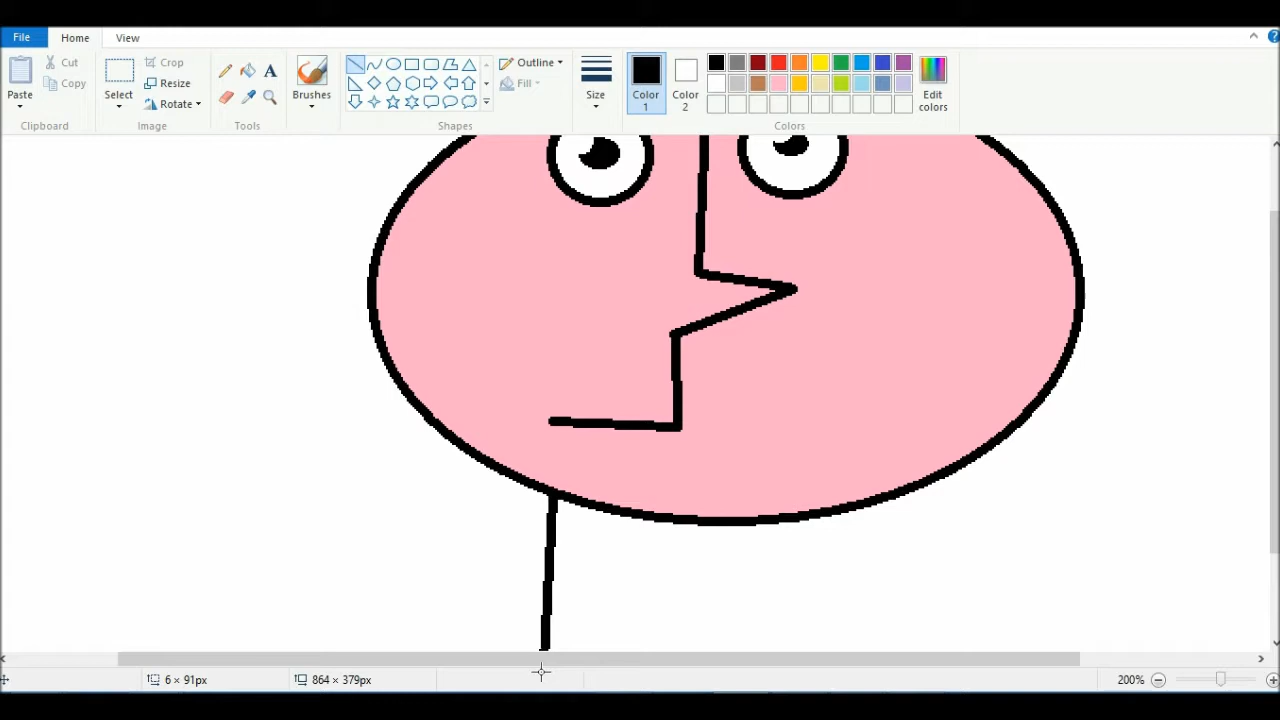 File Home View
Paste Cut Copy Clipboard
Select Crop Resize Rotate Image
A Tools
Brushes
Outline Fill Shapes
Size
Color 1 Color 2 Edit colors Colors
6 × 91px 864 × 379px 200%